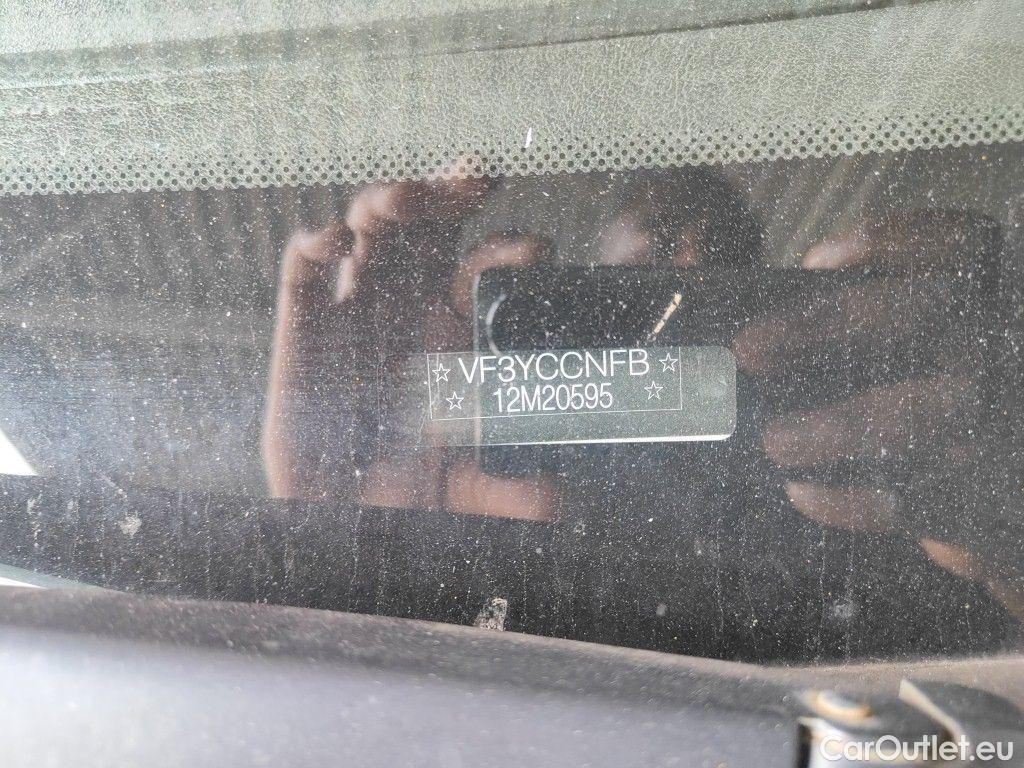 ☆ VF3YCCNFB ☆
☆ 12M20595 ☆
CarOutlet.eu